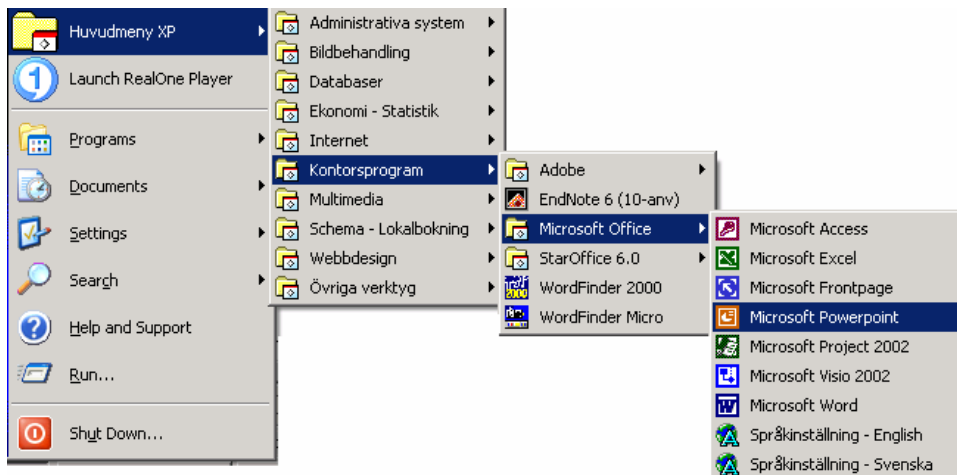 Huvudmeny XP
Launch RealOne Player
Programs
Documents
Settings
Search
Help and Support
Run...
Shut Down...
Administrativa system
Bildbehandling
Databaser
Ekonomi - Statistik
Internet
Kontorsprogram
Multimedia
Schema - Lokalbokning
Webbdesign
Övriga verktyg
Adobe
EndNote 6 (10-anv)
Microsoft Office
StarOffice 6.0
WordFinder 2000
WordFinder Micro
Microsoft Access
Microsoft Excel
Microsoft Frontpage
Microsoft Powerpoint
Microsoft Project 2002
Microsoft Visio 2002
Microsoft Word
Språkinställning - English
Språkinställning - Svenska